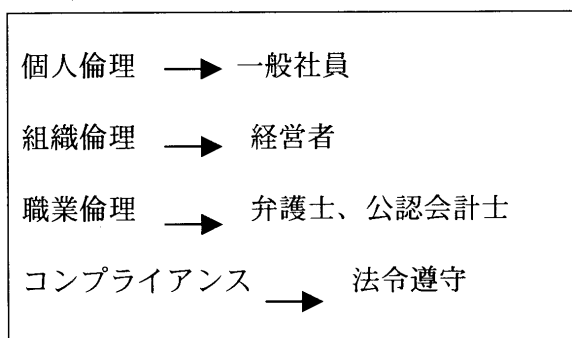 個人倫理 → 一般社員
組織倫理 → 経営者
職業倫理 → 弁護士、公認会計士
コンプライアンス → 法令遵守